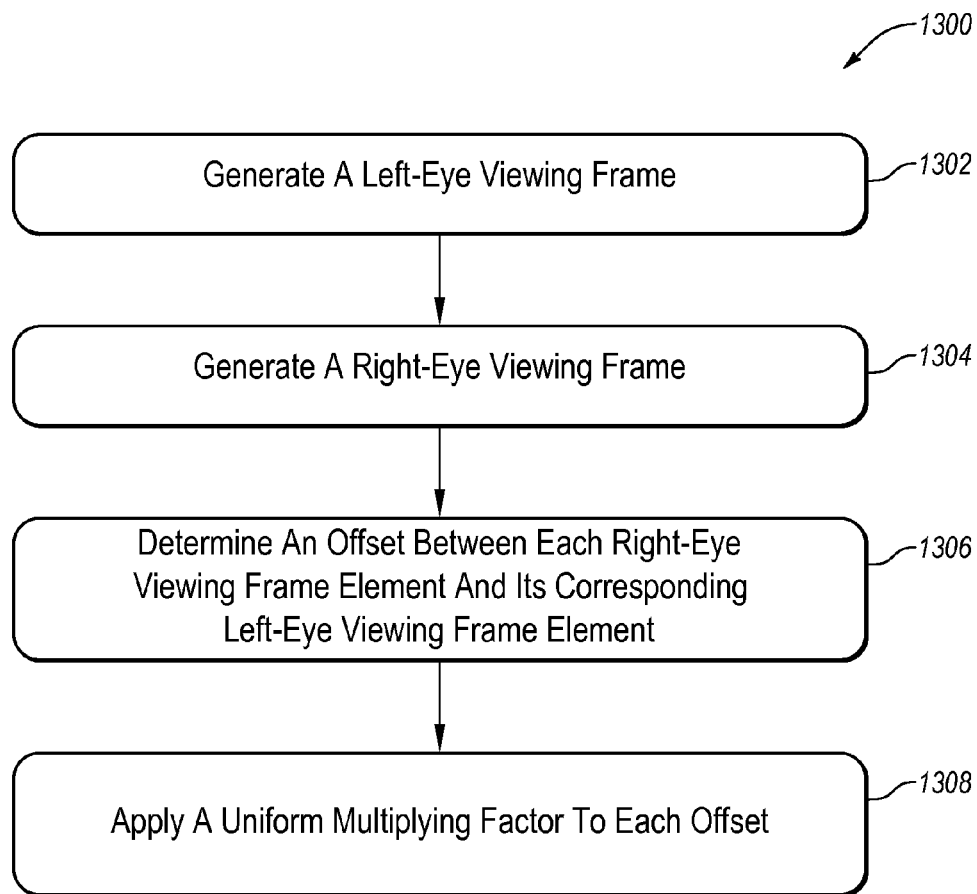 1300
Generate A Left-Eye Viewing Frame
1302
Generate A Right-Eye Viewing Frame
1304
Determine An Offset Between Each Right-Eye
Viewing Frame Element And Its Corresponding
Left-Eye Viewing Frame Element
1306
Apply A Uniform Multiplying Factor To Each Offset
1308